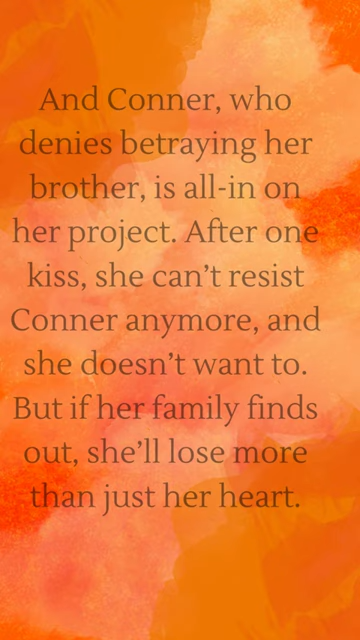 And Conner, who
denies betraying her
brother, is all-in on
her project. After one
kiss, she can’t resist
Conner anymore, and
she doesn’t want to.
But if her family finds
out, she’ll lose more
than just her heart.